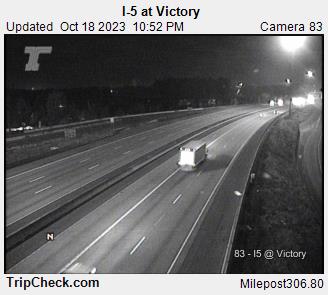 I-5 at Victory
Updated Oct 18 2023 10:52 PM Camera 83
T
N
83 - I5 @ Victory
TripCheck.com Milepost306.80